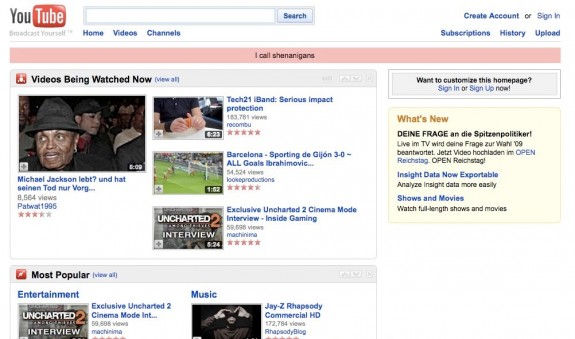 YouTube
Broadcast Yourself™
Search
Create Account or Sign In
Home Videos Channels
Subscriptions History Upload
I call shenanigans
Videos Being Watched Now (view all)
edit
8:09
Michael Jackson lebt? und hat
seinen Tod nur Vorg...
8,564 views
Patwat1995
6:23
Tech21 iBand: Serious impact
protection
183,781 views
recombu
1:52
Barcelona - Sporting de Gijón 3-0 ~
ALL Goals Ibrahimovic...
54,524 views
lookeproductions
UNCHARTED 2
AMONG THIEVES
INTERVIEW
5:24
Exclusive Uncharted 2 Cinema Mode
Interview - Inside Gaming
59,698 views
machinima
Want to customize this homepage?
Sign In or Sign Up now!
What's New
DEINE FRAGE an die Spitzenpolitiker!
Live im TV wird deine Frage zur Wahl '09
beantwortet. Jetzt Video hochladen im OPEN
Reichstag. OPEN Reichstag!
Insight Data Now Exportable
Analyze Insight data more easily
Shows and Movies
Watch full-length shows and movies
Most Popular (view all)
Entertainment
UNCHARTED 2
AMONG THIEVES
INTERVIEW
Exclusive Uncharted 2
Cinema Mode Int...
59,698 views
machinima
Music
Jay-Z Rhapsody
Commercial HD
172,784 views
RhapsodyBlog